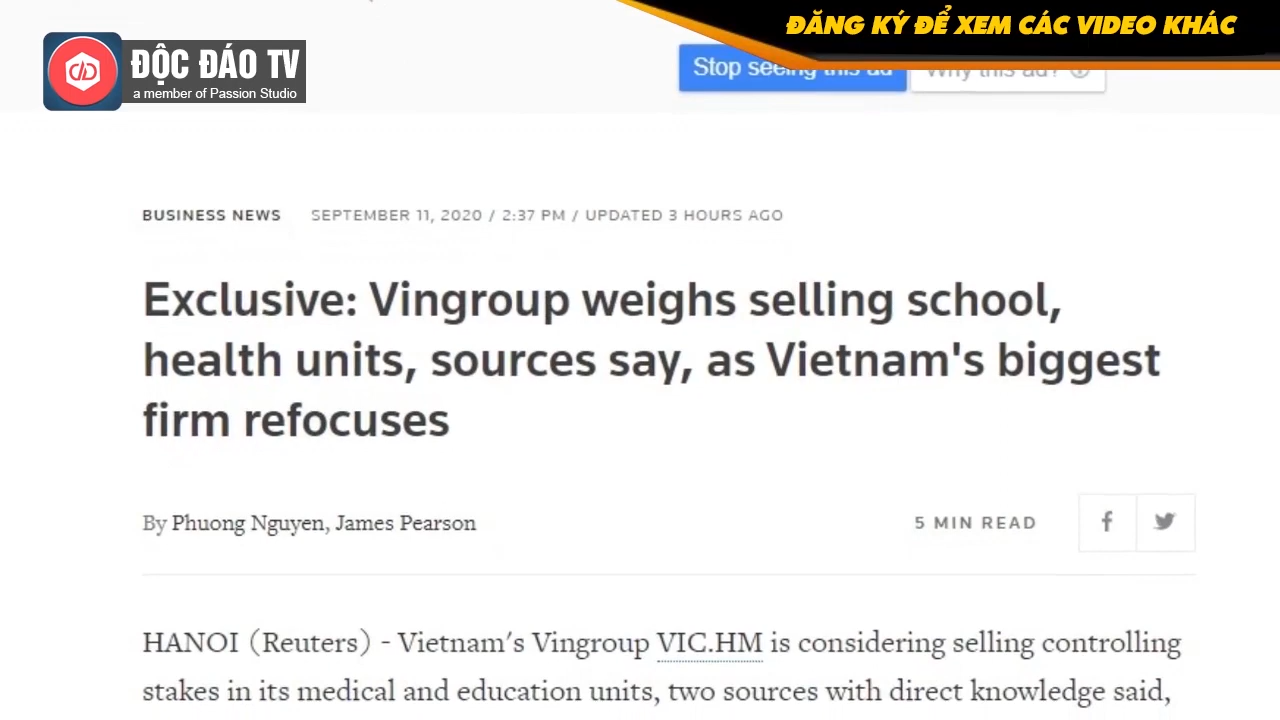 ĐĂNG KÝ ĐỂ XEM CÁC VIDEO KHÁC
ĐỘC ĐÁO TV
a member of Passion Studio
Stop seeing this ad
Why this ad?
BUSINESS NEWS SEPTEMBER 11, 2020 / 2:37 PM / UPDATED 3 HOURS AGO
Exclusive: Vingroup weighs selling school,
health units, sources say, as Vietnam's biggest
firm refocuses
By Phuong Nguyen, James Pearson
5 MIN READ
HANOI (Reuters) - Vietnam's Vingroup VIC.HM is considering selling controlling
stakes in its medical and education units, two sources with direct knowledge said,